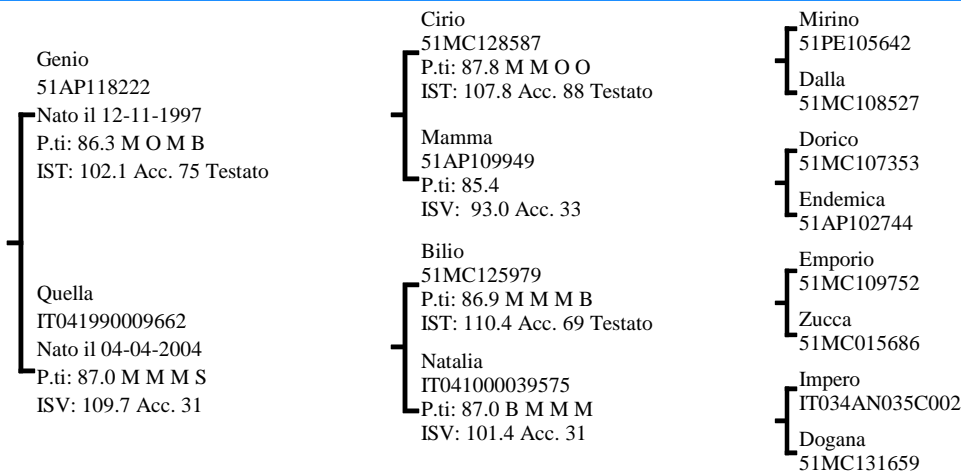 Genio
51AP118222
Nato il 12-11-1997
P.ti: 86.3 M O M B
IST: 102.1 Acc. 75 Testato
Quella
IT041990009662
Nato il 04-04-2004
P.ti: 87.0 M M M S
ISV: 109.7 Acc. 31
Cirio
51MC128587
P.ti: 87.8 M M O O
IST: 107.8 Acc. 88 Testato
Mamma
51AP109949
P.ti: 85.4
ISV: 93.0 Acc. 33
Bilio
51MC125979
P.ti: 86.9 M M M B
IST: 110.4 Acc. 69 Testato
Natalia
IT041000039575
P.ti: 87.0 B M M M
ISV: 101.4 Acc. 31
Mirino
51PE105642
Dalla
51MC108527
Dorico
51MC107353
Endemica
51AP102744
Emporio
51MC109752
Zucca
51MC015686
Impero
IT034AN035C002
Dogana
51MC131659